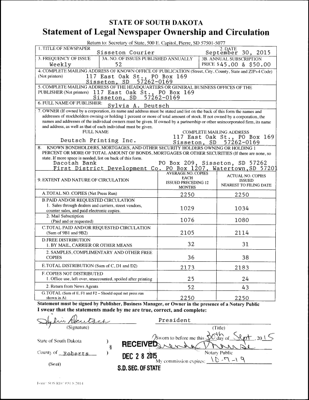 STATE OF SOUTH DAKOTA
Statement of Legal Newspaper Ownership and Circulation
Return to: Secretary of State, 500 E. Capitol, Pierre, SD 57501-5077
1. TITLE OF NEWSPAPER
Sisseton Courier
2. DATE
September 30, 2015
3. FREQUENCY OF ISSUE
Weekly
3A. NO. OF ISSUES PUBLISHED ANNUALLY
52
3B. ANNUAL SUBSCRIPTION
PRICE $45.00 & $50.00
4. COMPLETE MAILING ADDRESS OF KNOWN OFFICE OF PUBLICATION (Street, City, County, State and ZIP+4 Code)
(Not printers) 117 East Oak St., PO Box 169
Sisseton, SD 57262-0169
5. COMPLETE MAILING ADDRESS OF THE HEADQUARTERS OR GENERAL BUSINESS OFFICES OF THE
PUBLISHER (Not printers) 117 East Oak St., PO Box 169
Sisseton, SD 57262-0169
6. FULL NAME OF PUBLISHER:
Sylvia A. Deutsch
7. OWNER (If owned by a corporation, its name and address must be stated and list on the back of this form the names and
addresses of stockholders owning or holding 1 percent or more of total amount of stock. If not owned by a corporation, the
names and addresses of the individual owners must be given. If owned by a partnership or other unincorporated firm, its name
and address, as well as that of each individual must be given.
FULL NAME
COMPLETE MAILING ADDRESS
117 East Oak St., PO Box 169
Deutsch Printing Inc.
Sisseton, SD 57262-0169
8. KNOWN BONDHOLDERS, MORTGAGEES, AND OTHER SECURITY HOLDERS OWNING OR HOLDING 1
PERCENT OR MORE OF TOTAL AMOUNT OF BONDS, MORTGAGES OR OTHER SECURITIES (If there are none, so
state. If more space is needed, list on back of this form.
Dacotah Bank PO Box 209, Sisseton, SD 57262
First District Development Co. PO Box 1207, Watertown, SD 57201
9. EXTENT AND NATURE OF CIRCULATION
AVERAGE NO. COPIES
EACH
ISSUED PRECEDING 12
MONTHS
ACTUAL NO. COPIES
ISSUED
NEAREST TO FILING DATE
A. TOTAL NO. COPIES (Net Press Run) 2250 2250
B. PAID AND/OR REQUESTED CIRCULATION
1. Sales through dealers and carriers, street vendors,
counter sales, and paid electronic copies. 1029 1034
2. Mail Subscription
(Paid and or requested) 1076 1080
C. TOTAL PAID AND/OR REQUESTED CIRCULATION
(Sum of 9B1 and 9B2) 2105 2114
D. FREE DISTRIBUTION
1. BY MAIL, CARRIER OR OTHER MEANS 32 31
2. SAMPLES, COMPLIMENTARY AND OTHER FREE
COPIES 36 38
E. TOTAL DISTRIBUTION (Sum of C, D1 and D2) 2173 2183
F. COPIES NOT DISTRIBUTED
1. Office use, left over, unaccounted, spoiled after printing 25 24
2. Return From News Agents 52 43
G. TOTAL (Sum of E, F1 and F2 - Should equal net press run
shown in A) 2250 2250
Statement must be signed by Publisher, Business Manager, or Owner in the presence of a Notary Public
I swear that the statements made by me are true, correct, and complete:
President
(Signature) (Title)
State of South Dakota )
County of Roberts )
(Seal)
Sworn to before me this 30th day of Sept 2015
RECEIVED
DEC 28 2015
S.D. SEC. OF STATE
Notary Public
My commission expires: